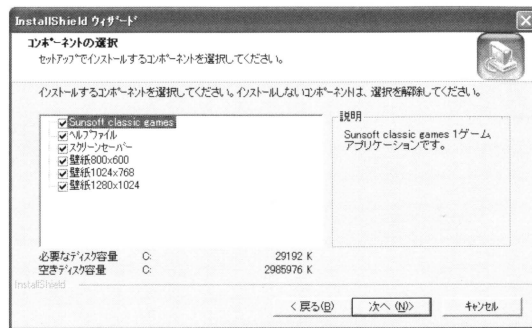 InstallShield ウィザード
コンポーネントの選択
セットアップでインストールするコンポーネントを選択してください。
インストールするコンポーネントを選択してください。インストールしないコンポーネントは、選択を解除してください。
Sunsoft classic games
ヘルプファイル
スクリーンセーバー
壁紙800x600
壁紙1024x768
壁紙1280x1024
説明
Sunsoft classic games 1ゲーム
アプリケーションです。
必要なディスク容量 C: 29192 K
空きディスク容量 C: 2985976 K
InstallShield
< 戻る(B) 次へ (N)> キャンセル